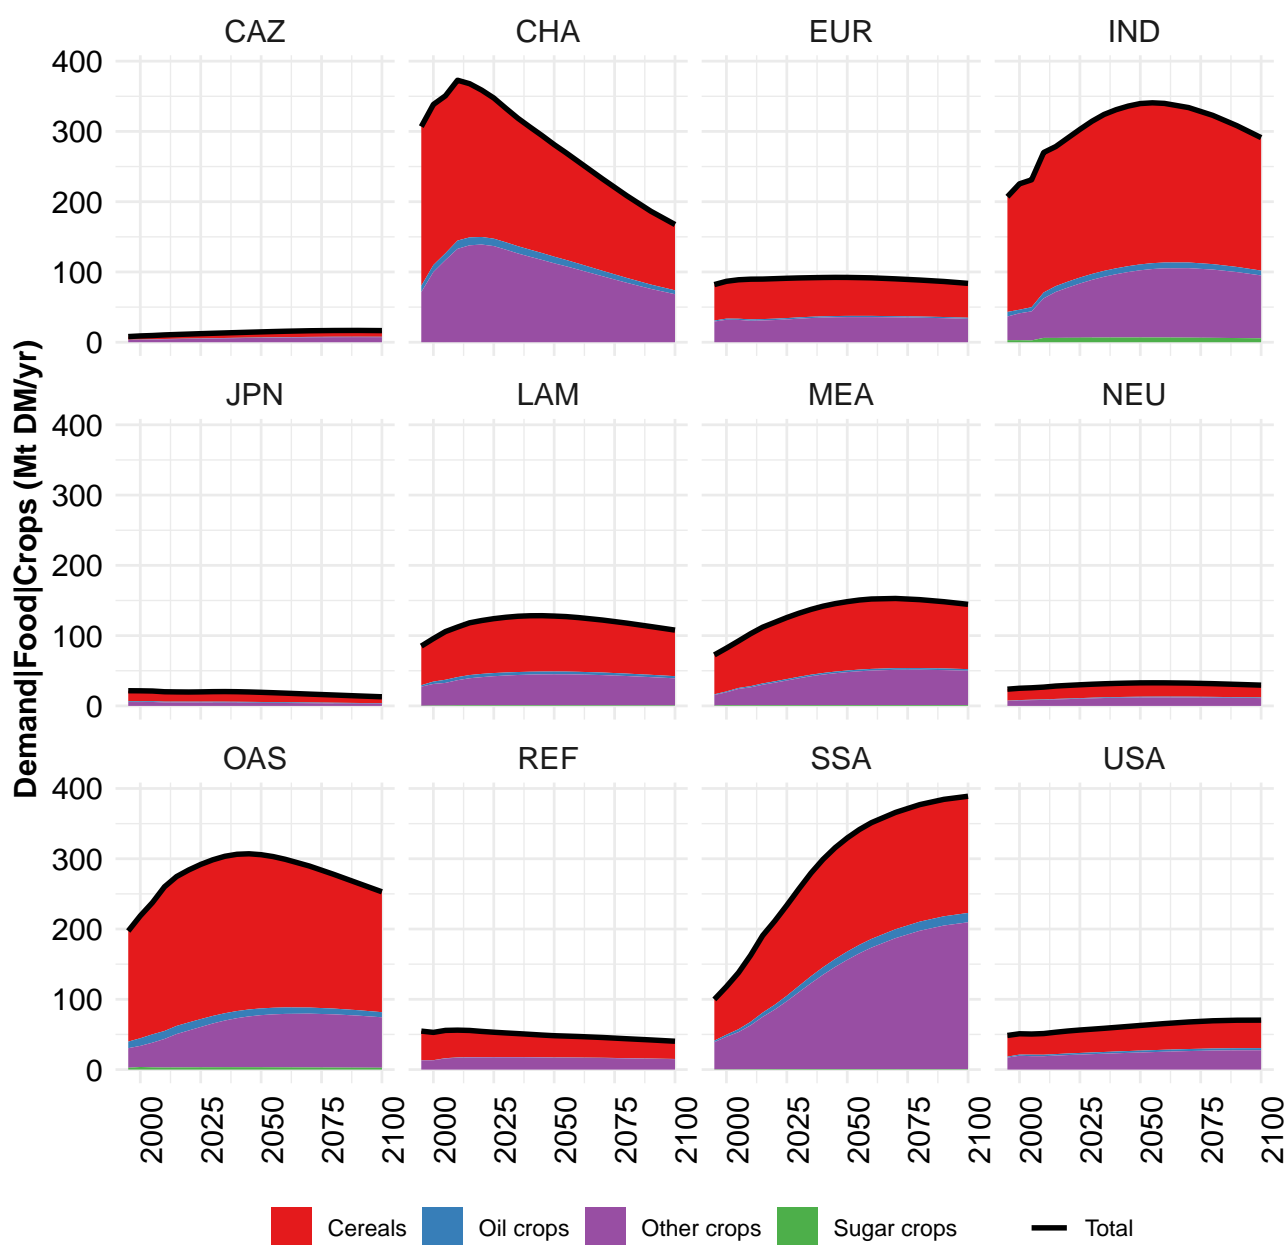 CAZ CHA EUR IND
400
300
200
100
0
JPN LAM MEA NEU
400
300
200
100
0
OAS REF SSA USA
400
300
200
100
0
Demand|Food|Crops (Mt DM/yr)
2000 2025 2050 2075 2100 2000 2025 2050 2075 2100 2000 2025 2050 2075 2100 2000 2025 2050 2075 2100
Cereals Oil crops Other crops Sugar crops Total